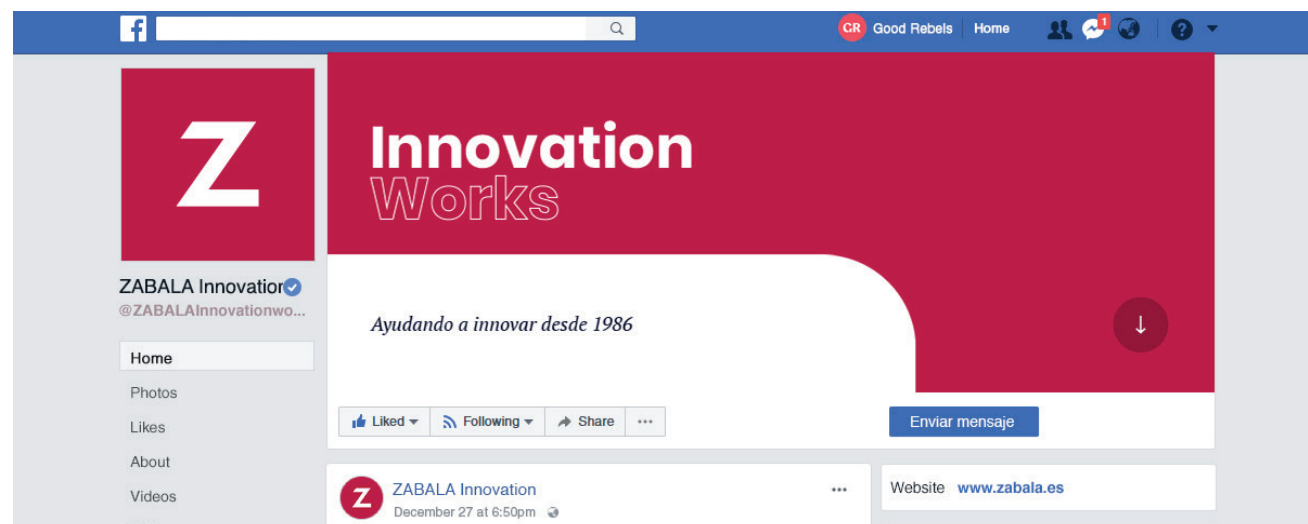 f
GR Good Rebels Home 1 ?
Z
Innovation
Works
ZABALA Innovation
@ZABALAInnovationwo...
Ayudando a innovar desde 1986
Home
Photos
Likes
About
Videos
Liked Following Share ...
Enviar mensaje
Z ZABALA Innovation ...
December 27 at 6:50pm
Website www.zabala.es